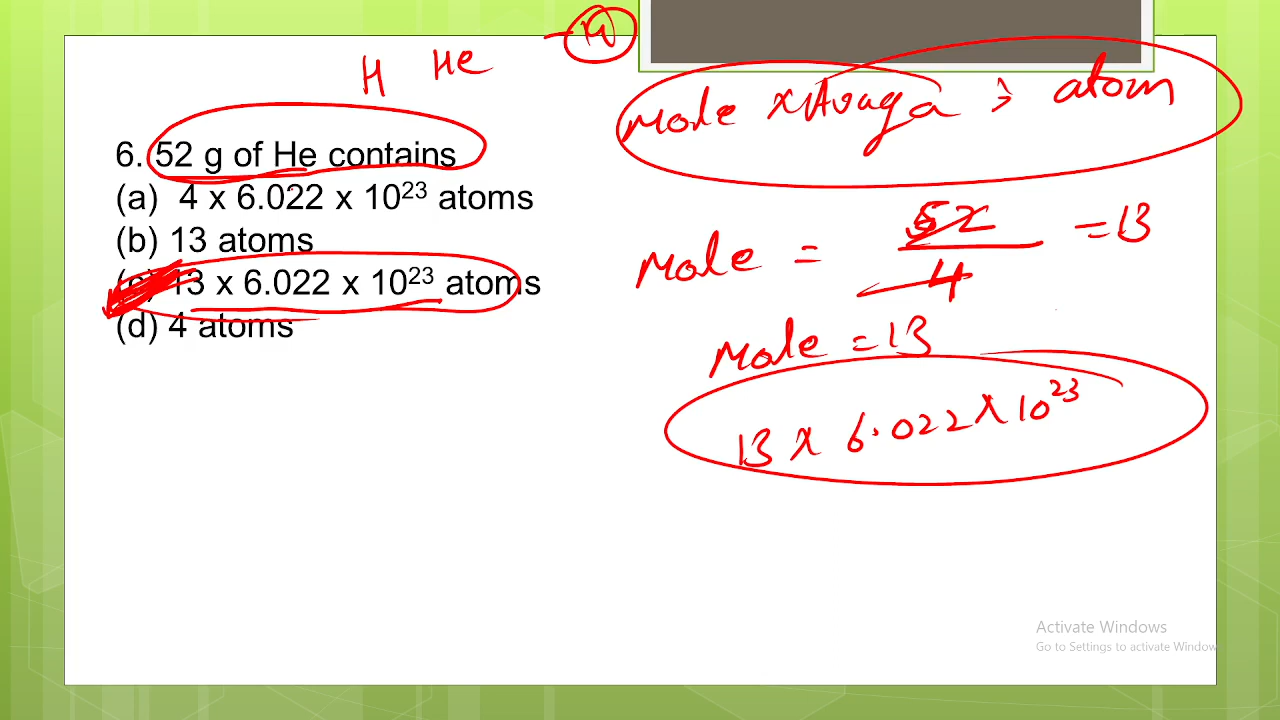 H He
mole x Avaga atom
6. 52 g of He contains
(a) 4 x 6.022 x 10²³ atoms
(b) 13 atoms
(c) 13 x 6.022 x 10²³ atoms
(d) 4 atoms
Mole = 52/4 = 13
Mole = 13
13 x 6.022 x 10²³
Activate Windows
Go to Settings to activate Window